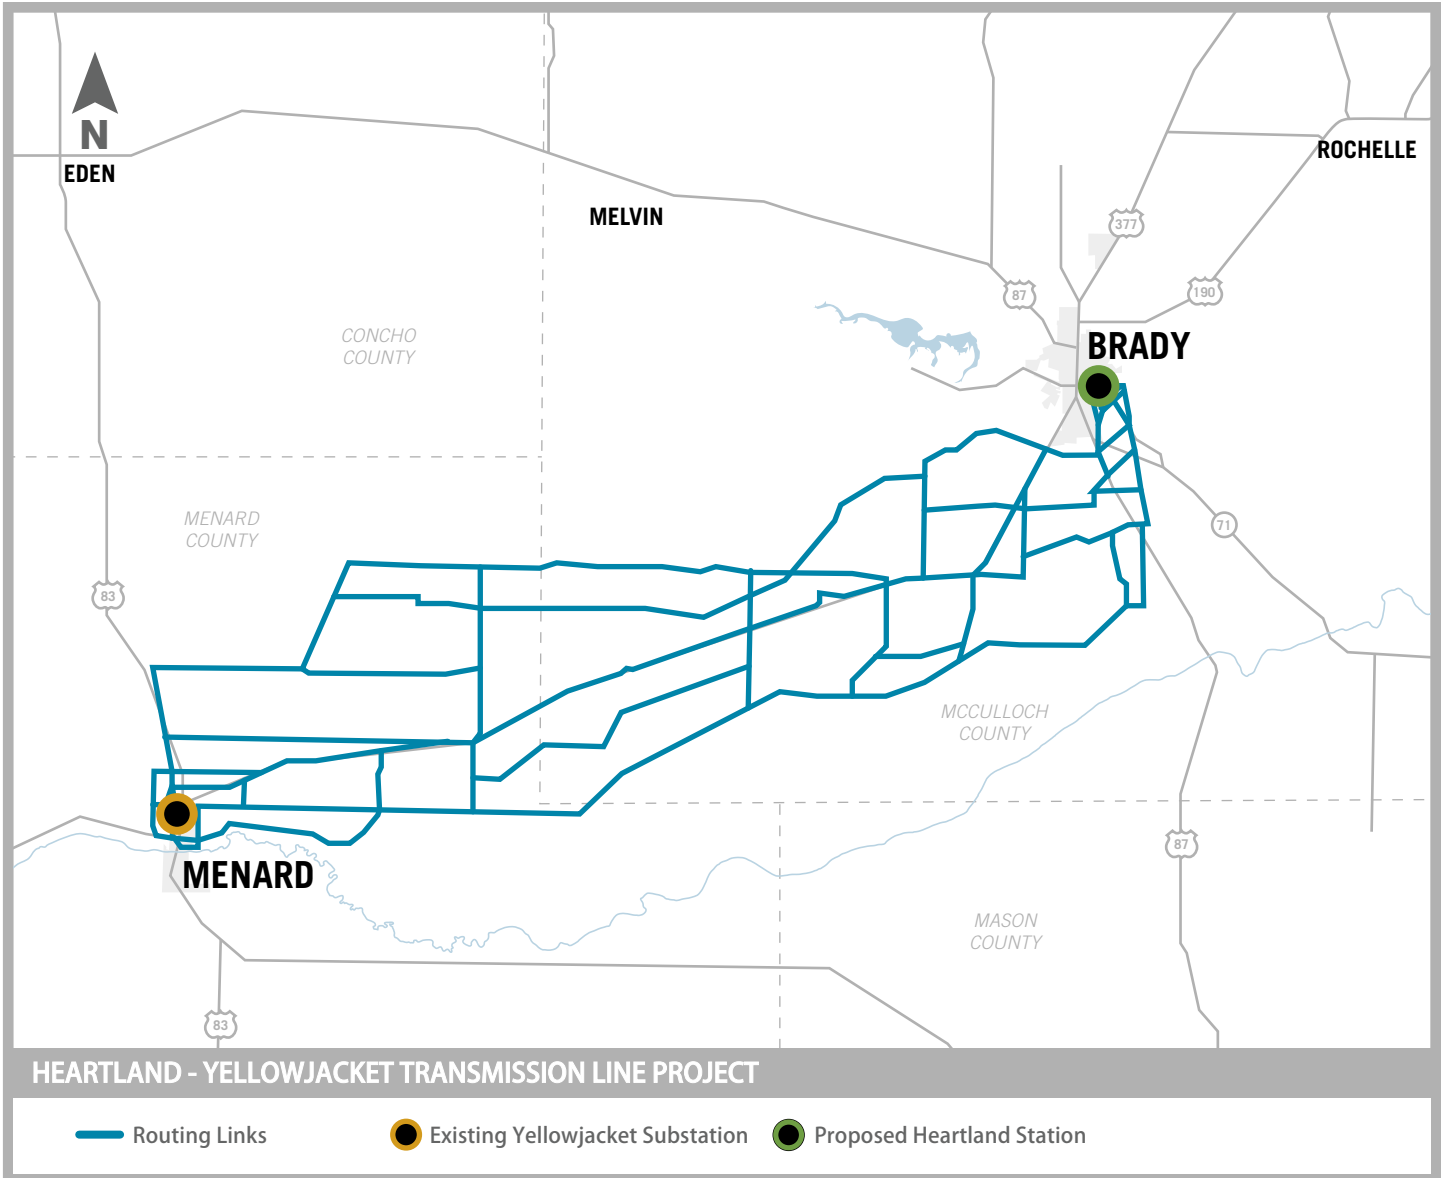 N
EDEN
ROCHELLE
MELVIN
377
190
87
BRADY
CONCHO
COUNTY
MENARD
COUNTY
71
83
MCCULLOCH
COUNTY
87
MENARD
MASON
COUNTY
83
HEARTLAND - YELLOWJACKET TRANSMISSION LINE PROJECT
Routing Links
Existing Yellowjacket Substation
Proposed Heartland Station